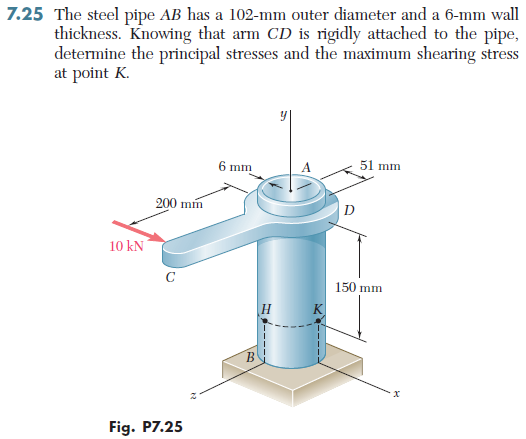 7.25 The steel pipe AB has a 102-mm outer diameter and a 6-mm wall
thickness. Knowing that arm CD is rigidly attached to the pipe,
determine the principal stresses and the maximum shearing stress
at point K.
y
6 mm
A
51 mm
200 mm
D
10 kN
C
150 mm
H
K
B
z
x
Fig. P7.25